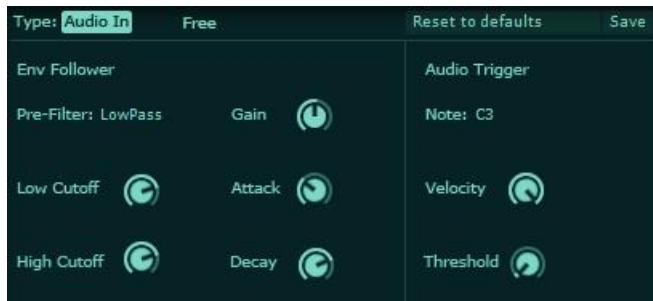 Type: Audio In Free Reset to defaults Save
Env Follower Audio Trigger
Pre-Filter: LowPass Gain Note: C3
Low Cutoff Attack Velocity
High Cutoff Decay Threshold